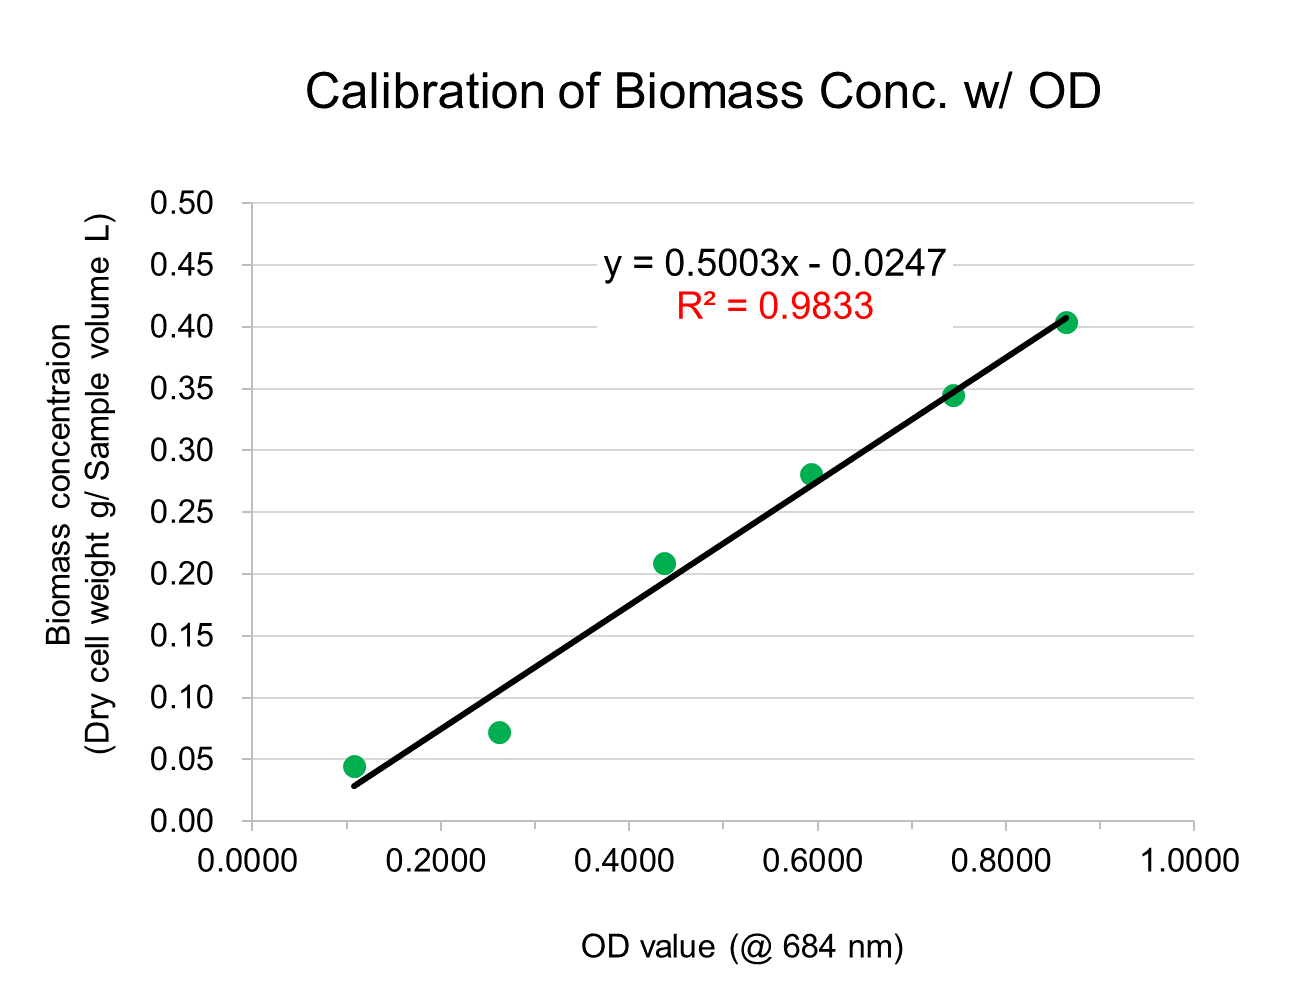 Calibration of Biomass Conc. w/ OD
y = 0.5003x - 0.0247
R² = 0.9833
Biomass concentraion
(Dry cell weight g/ Sample volume L)
0.50
0.45
0.40
0.35
0.30
0.25
0.20
0.15
0.10
0.05
0.00
0.0000 0.2000 0.4000 0.6000 0.8000 1.0000
OD value (@ 684 nm)